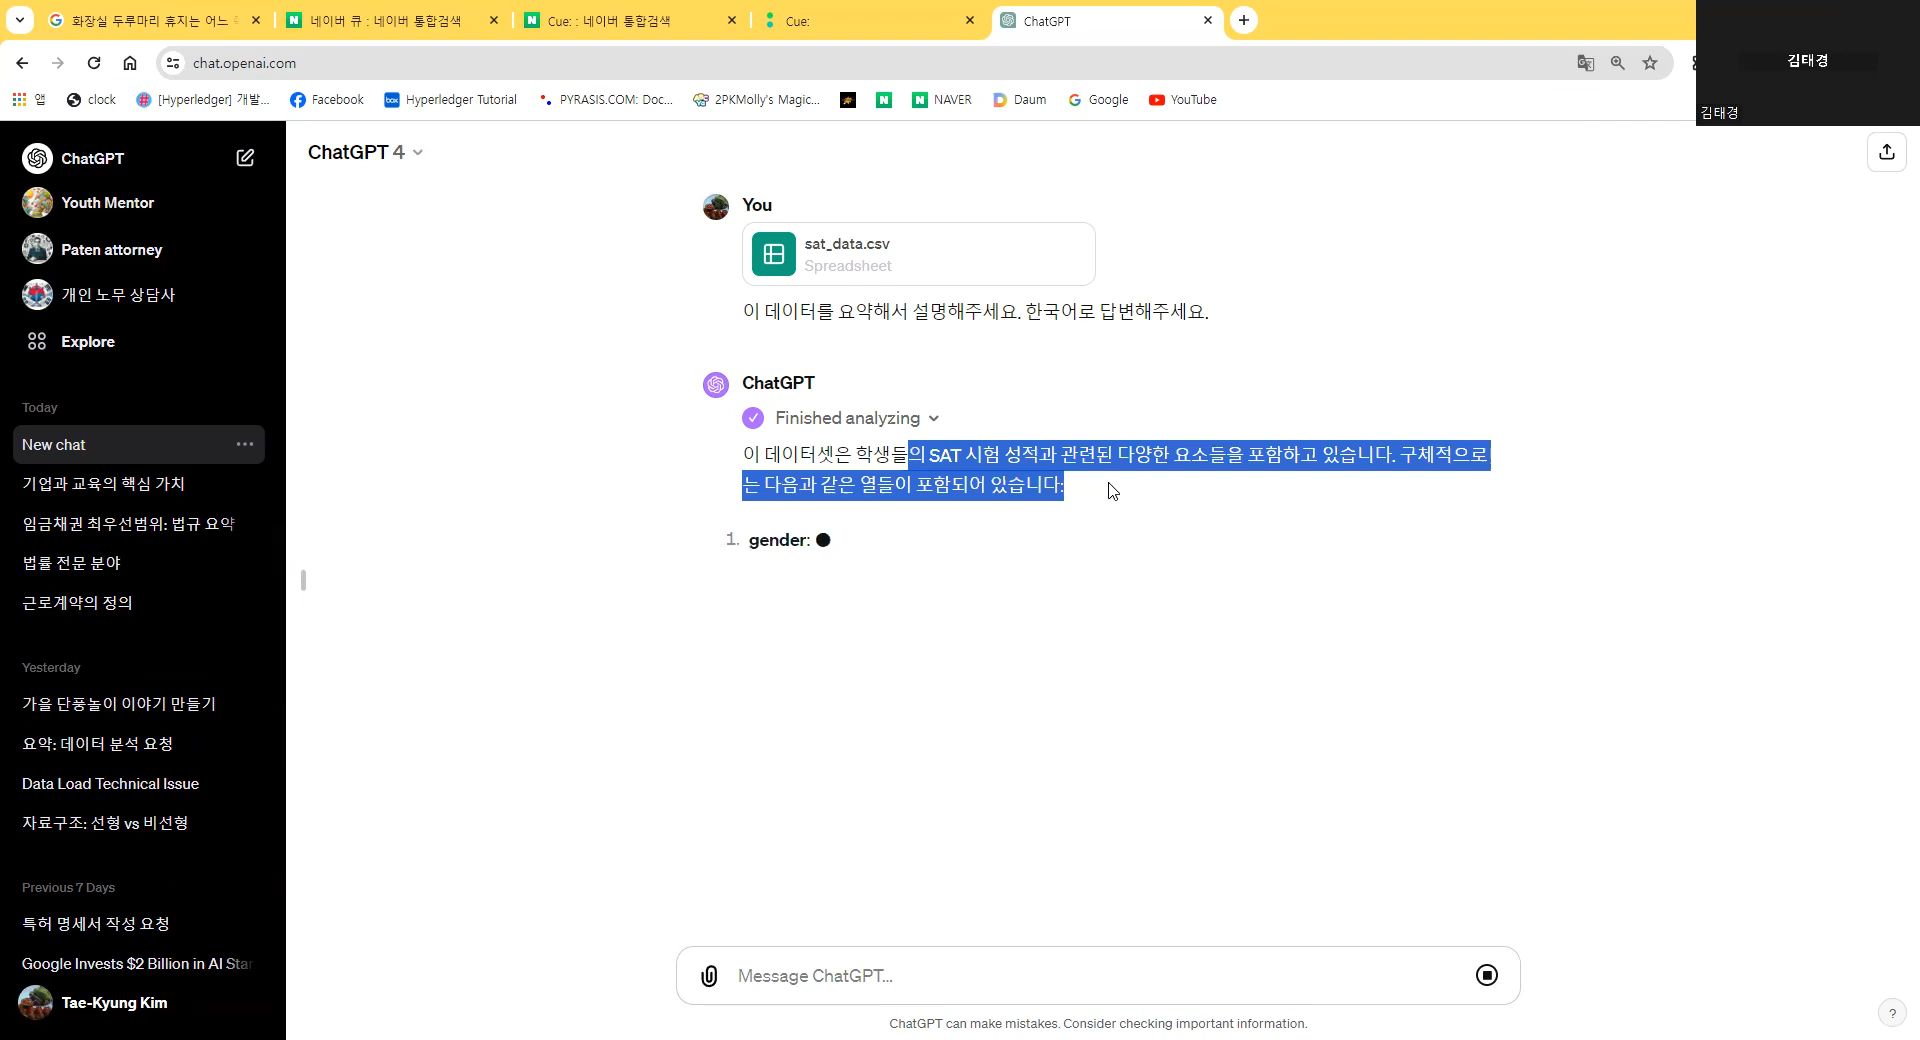 화장실 두루마리 휴지는 어느
네이버 큐 : 네이버 통합검색
Cue: : 네이버 통합검색
Cue:
ChatGPT
chat.openai.com
앱
clock
[Hyperledger] 개발...
Facebook
Hyperledger Tutorial
PYRASIS.COM: Doc...
2PKMolly's Magic...
NAVER
Daum
Google
YouTube
김태경
김태경
ChatGPT
Youth Mentor
Paten attorney
개인 노무 상담사
Explore
Today
New chat
기업과 교육의 핵심 가치
임금채권 최우선범위: 법규 요약
법률 전문 분야
근로계약의 정의
Yesterday
가을 단풍놀이 이야기 만들기
요약: 데이터 분석 요청
Data Load Technical Issue
자료구조: 선형 vs 비선형
Previous 7 Days
특허 명세서 작성 요청
Google Invests $2 Billion in AI Star
Tae-Kyung Kim
ChatGPT 4
You
sat_data.csv
Spreadsheet
이 데이터를 요약해서 설명해주세요. 한국어로 답변해주세요.
ChatGPT
Finished analyzing
이 데이터셋은 학생들의 SAT 시험 성적과 관련된 다양한 요소들을 포함하고 있습니다. 구체적으로
는 다음과 같은 열들이 포함되어 있습니다:
1. gender:
Message ChatGPT...
ChatGPT can make mistakes. Consider checking important information.
?